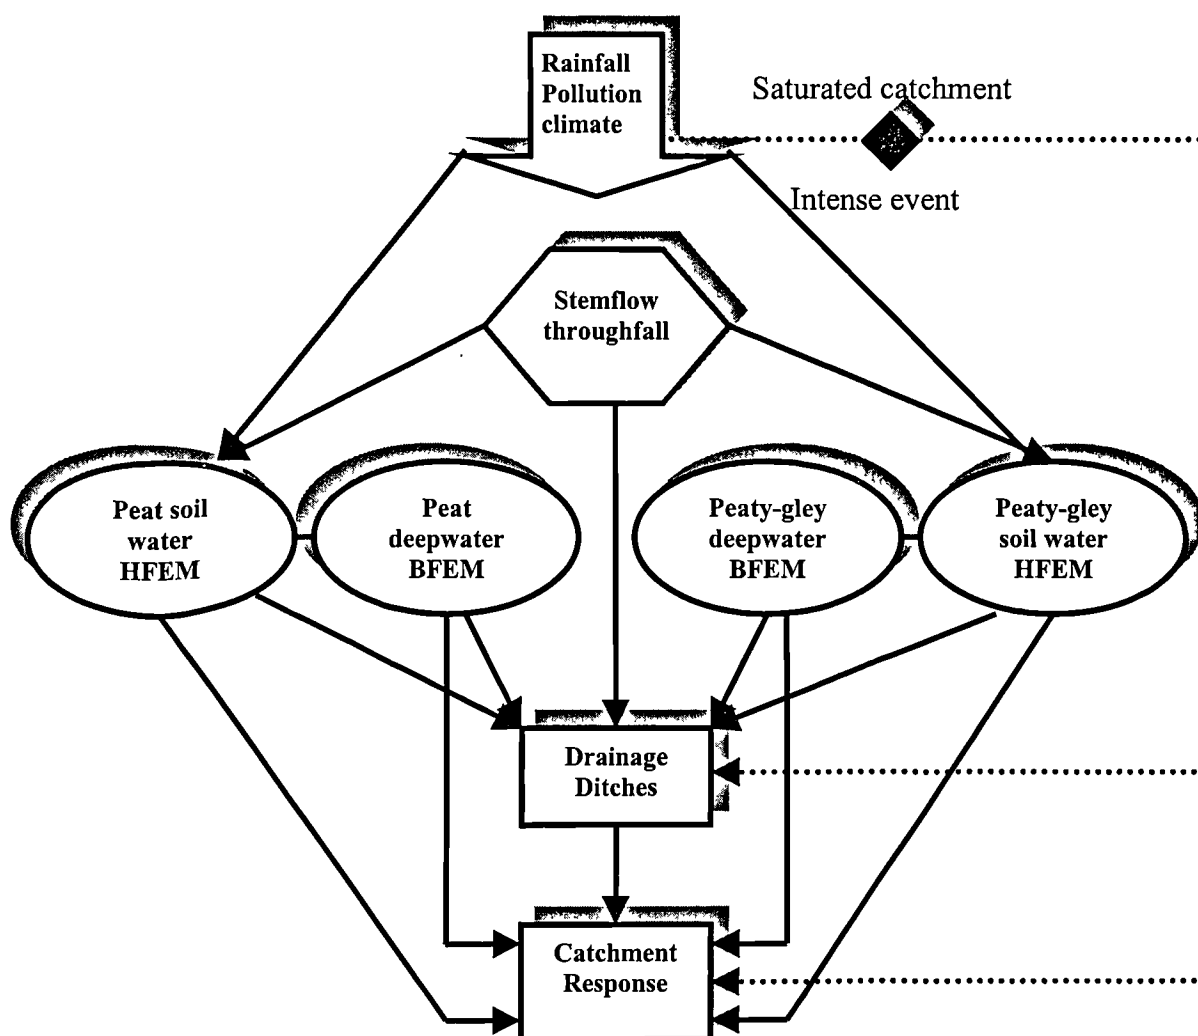 Rainfall
Pollution
climate
Saturated catchment
Intense event
Stemflow
throughfall
Peat soil
water
HFEM
Peat
deepwater
BFEM
Peaty-gley
deepwater
BFEM
Peaty-gley
soil water
HFEM
Drainage
Ditches
Catchment
Response